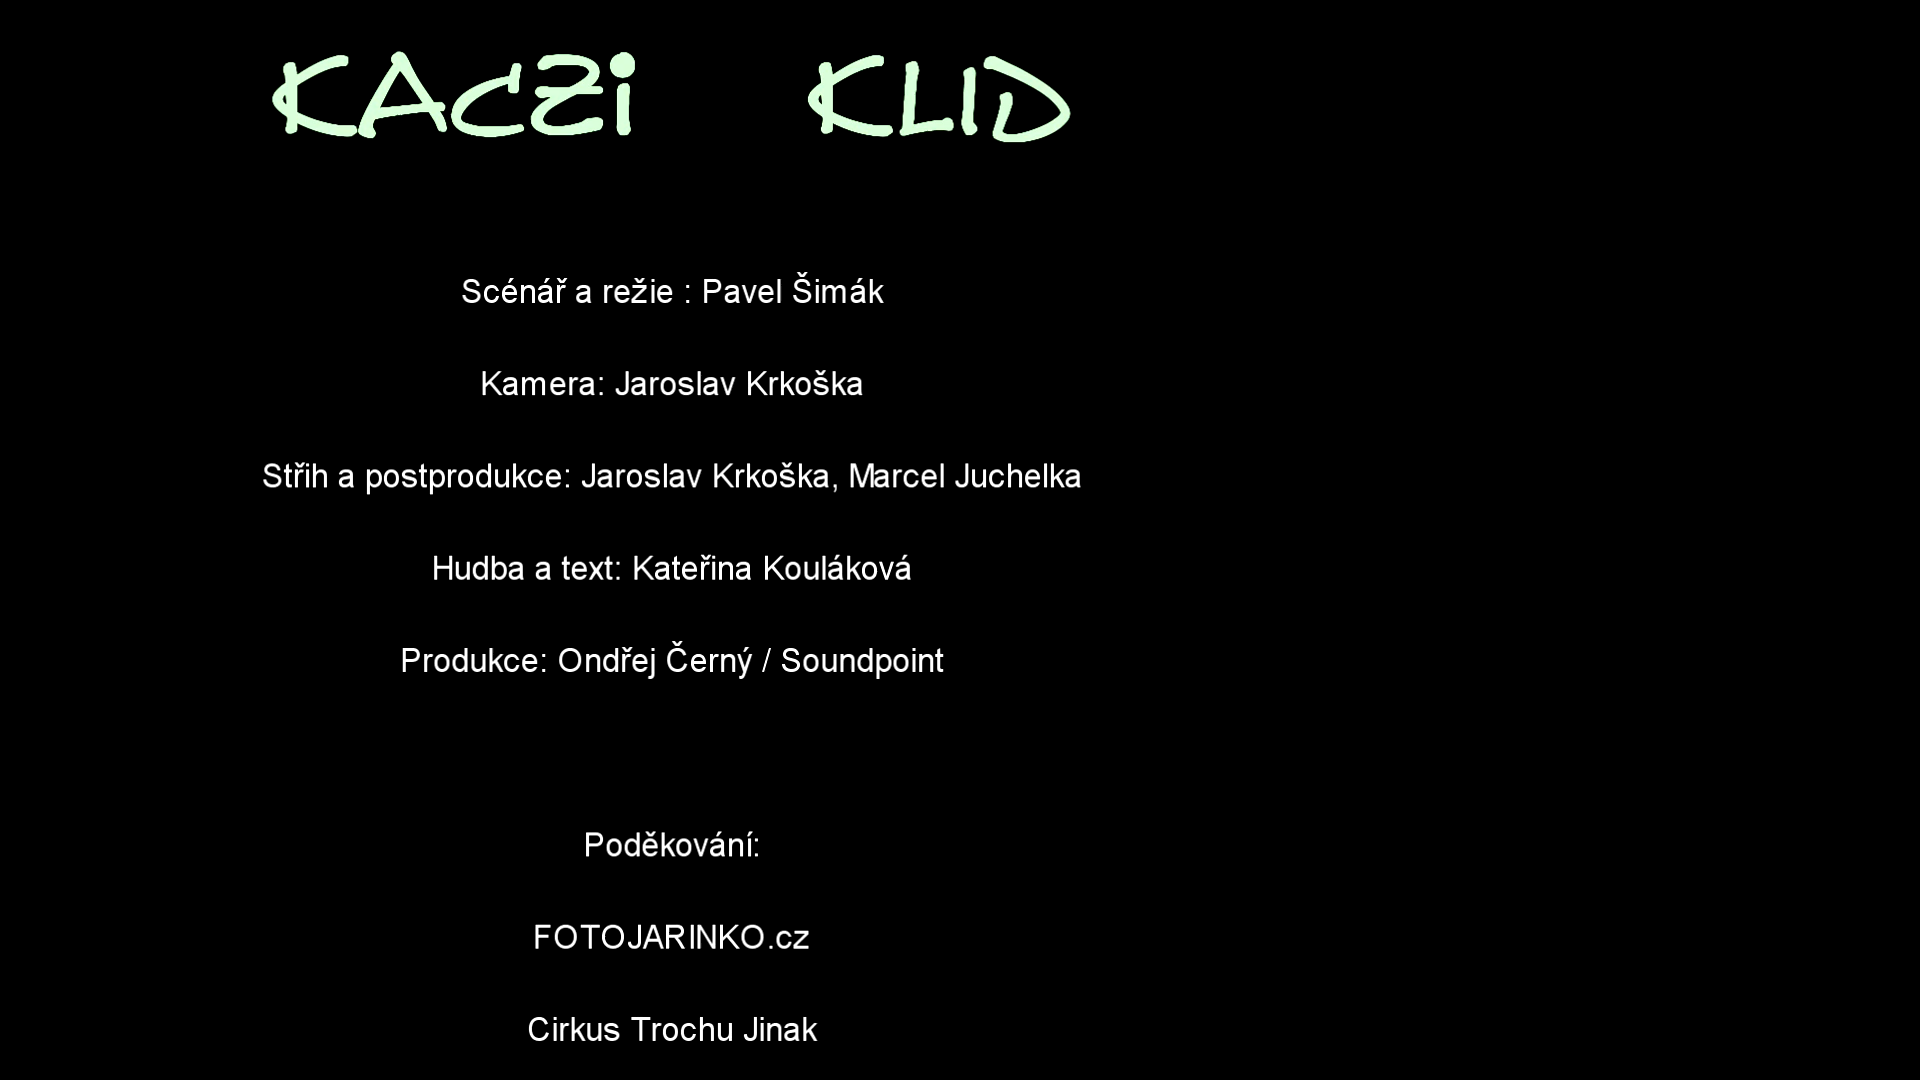 KACZI KLID
Scénář a režie : Pavel Šimák
Kamera: Jaroslav Krkoška
Střih a postprodukce: Jaroslav Krkoška, Marcel Juchelka
Hudba a text: Kateřina Kouláková
Produkce: Ondřej Černý / Soundpoint
Poděkování:
FOTOJARINKO.cz
Cirkus Trochu Jinak